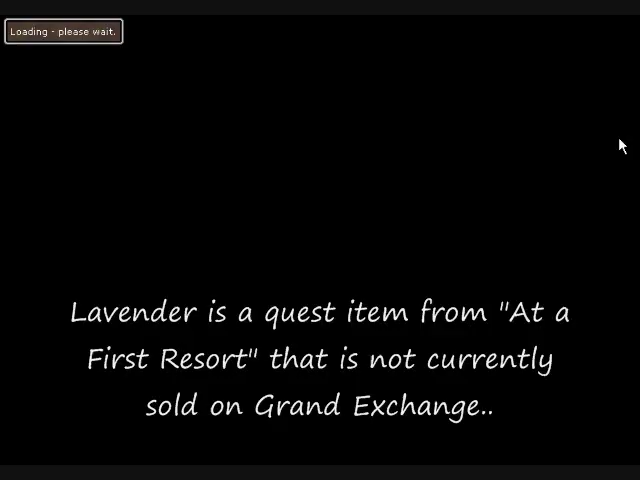 Loading - please wait.
Lavender is a quest item from "At a
First Resort" that is not currently
sold on Grand Exchange..